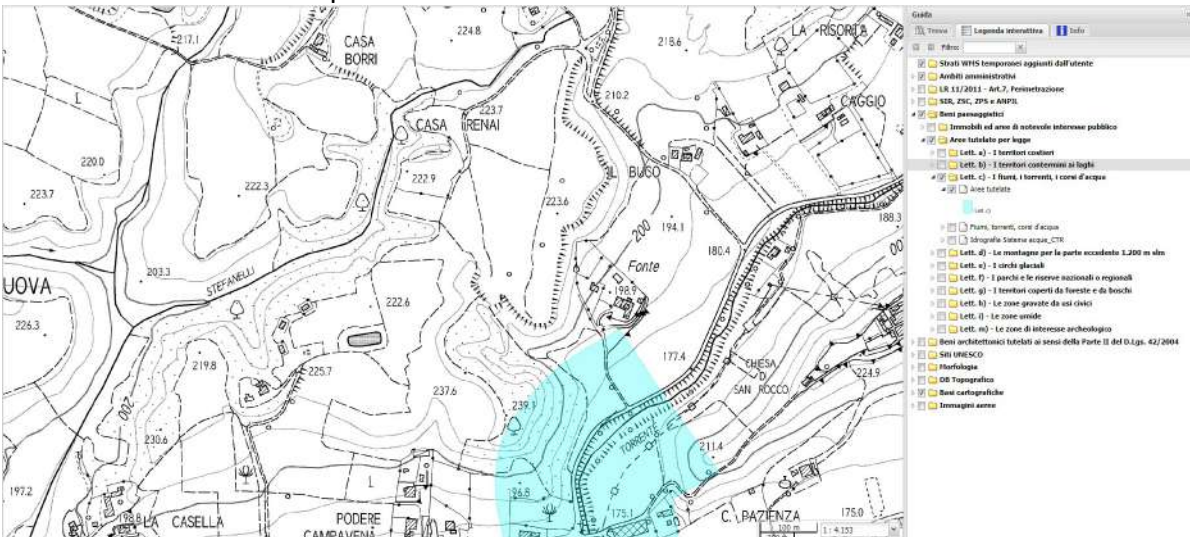 217.1
CASA
BORRI
224.8
218.6
LA RISORTA
L
210.2
223.7
CASA RENAI
CAGGIO
220.0
223.7
222.3
222.9
IL BUCO
223.6
200
194.1
180.4
188.3
Fonte
198.9
203.3
STEFANELLI
UOVA
226.3
222.6
219.8
225.7
177.4
CHIESA
D
SAN ROCCO
224.9
200
237.6
239.1
230.6
TORRENTE
211.4
197.2
L
175.1
198.8
LA CASELLA
PODERE
CAMPAVENA
C. PAZIENZA
175.0
100 m
1 : 4.153
Guida
Trova
Legenda interattiva
Info
Filtro:
Strati WMS temporanei aggiunti dall'utente
Ambiti amministrativi
LR 11/2011 - Art.7, Perimetrazione
SIR, ZSC, ZPS e ANPIL
Beni paesaggistici
Immobili ed aree di notevole interesse pubblico
Aree tutelate per legge
Lett. a) - I territori costieri
Lett. b) - I territori contermini ai laghi
Lett. c) - I fiumi, i torrenti, i corsi d'acqua
Aree tutelate
Lett. c)
Fiumi, torrenti, corsi d'acqua
Idrografia Sistema acque_CTR
Lett. d) - Le montagne per la parte eccedente 1.200 m slm
Lett. e) - I circhi glaciali
Lett. f) - I parchi e le riserve nazionali o regionali
Lett. g) - I territori coperti da foreste e da boschi
Lett. h) - Le zone gravate da usi civici
Lett. i) - Le zone umide
Lett. m) - Le zone di interesse archeologico
Beni architettonici tutelati ai sensi della Parte II del D.Lgs. 42/2004
Siti UNESCO
Morfologia
DB Topografico
Basi cartografiche
Immagini aeree